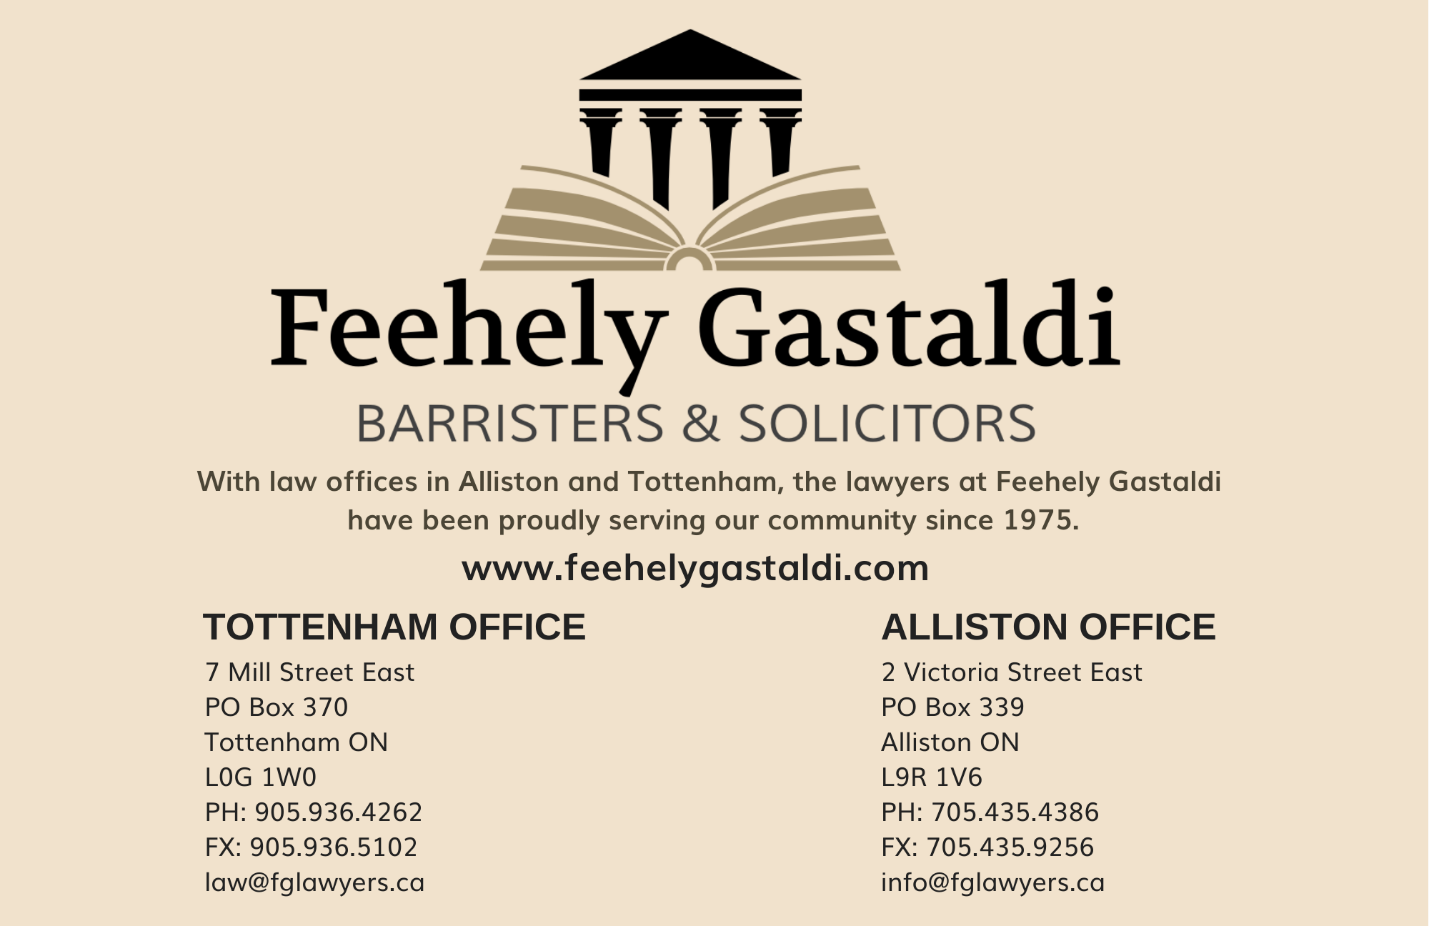 Feehely Gastaldi
BARRISTERS & SOLICITORS
With law offices in Alliston and Tottenham, the lawyers at Feehely Gastaldi
have been proudly serving our community since 1975.
www.feehelygastaldi.com
TOTTENHAM OFFICE
7 Mill Street East
PO Box 370
Tottenham ON
L0G 1W0
PH: 905.936.4262
FX: 905.936.5102
law@fglawyers.ca
ALLISTON OFFICE
2 Victoria Street East
PO Box 339
Alliston ON
L9R 1V6
PH: 705.435.4386
FX: 705.435.9256
info@fglawyers.ca